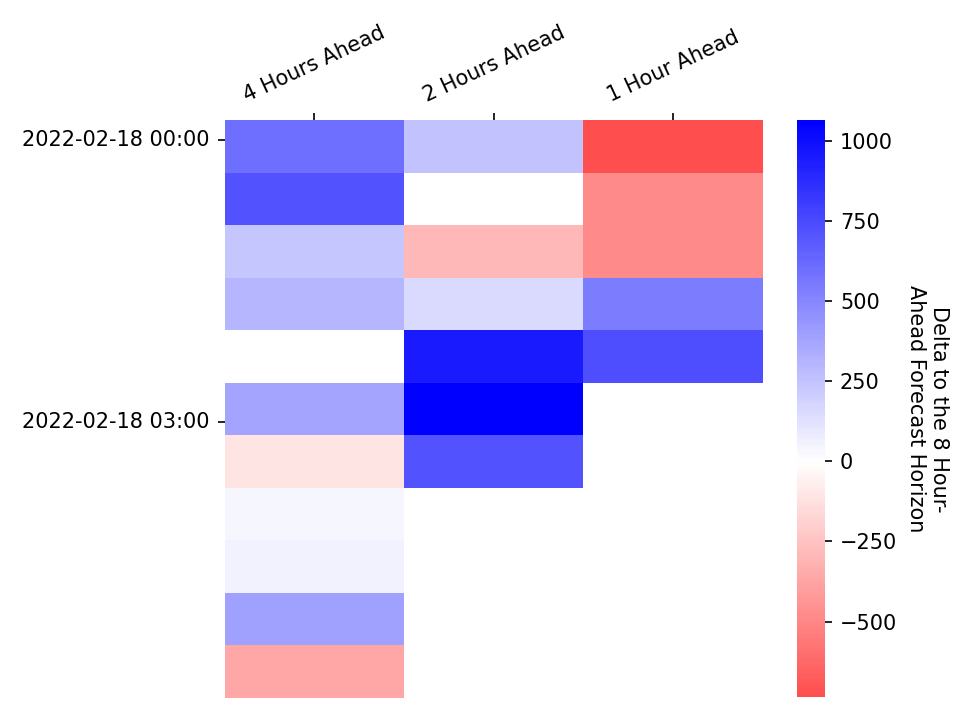 4 Hours Ahead
2 Hours Ahead
1 Hour Ahead
2022-02-18 00:00
2022-02-18 03:00
1000
750
500
250
0
−250
−500
Delta to the 8 Hour-
Ahead Forecast Horizon